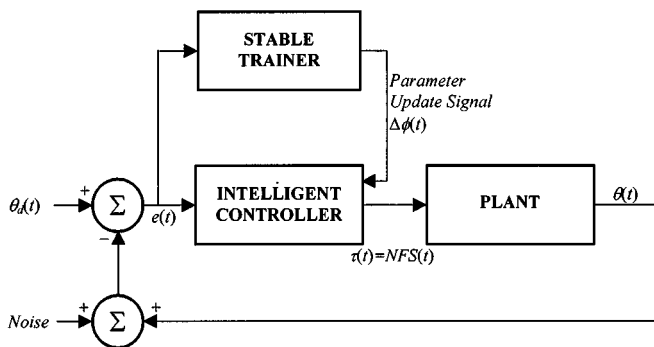 STABLE
TRAINER
Parameter
Update Signal
Δϕ(t)
θd(t)
+
Σ
−
e(t)
INTELLIGENT
CONTROLLER
τ(t)=NFS(t)
PLANT
θ(t)
Noise
+
Σ
+